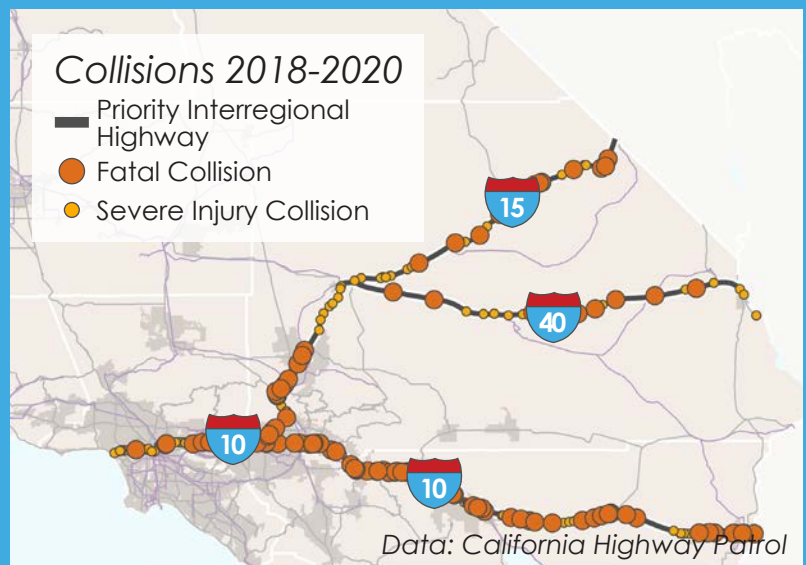 Collisions 2018-2020
Priority Interregional
Highway
Fatal Collision
Severe Injury Collision
15
40
10
10
Data: California Highway Patrol